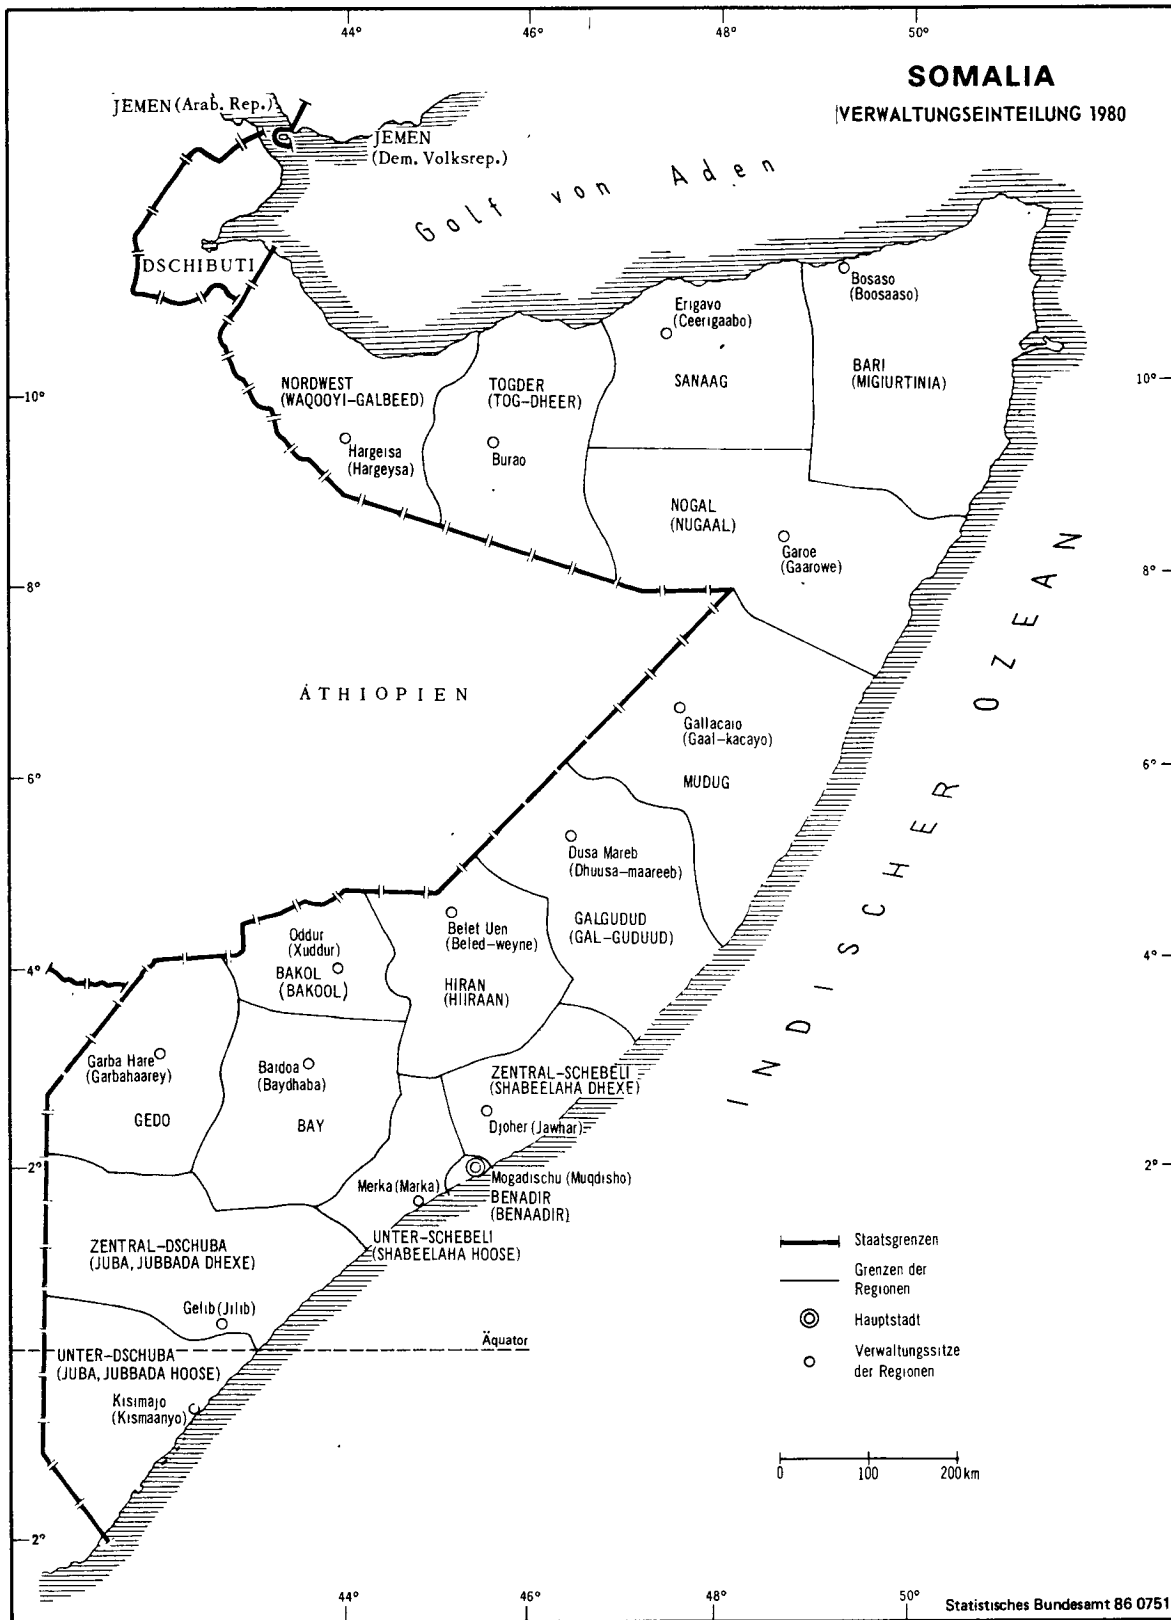 44°
46°
48°
50°
SOMALIA
VERWALTUNGSEINTEILUNG 1980
JEMEN (Arab. Rep.)
JEMEN
(Dem. Volksrep.)
Golf von Aden
DSCHIBUTI
Bosaso
(Boosaaso)
Erigavo
(Ceerigaabo)
BARI
(MIGIURTINIA)
SANAAG
NORDWEST
(WAQOOYI-GALBEED)
TOGDER
(TOG-DHEER)
10°
10°
Hargeisa
(Hargeysa)
Burao
NOGAL
(NUGAAL)
Garoe
(Gaarowe)
8°
8°
INDISCHER OZEAN
ÄTHIOPIEN
Gallacaio
(Gaal-kacayo)
MUDUG
6°
6°
Dusa Mareb
(Dhuusa-maareeb)
GALGUDUD
(GAL-GUDUUD)
Belet Uen
(Beled-weyne)
HIRAN
(HIIRAAN)
Oddur
(Xuddur)
BAKOL
(BAKOOL)
4°
4°
Garba Hare
(Garbahaarey)
GEDO
Bardoa
(Baydhaba)
BAY
ZENTRAL-SCHEBELI
(SHABEELAHA DHEXE)
Djoher (Jawhar)
2°
2°
Mogadischu (Muqdisho)
BENADIR
(BENAADIR)
Merka (Marka)
UNTER-SCHEBELI
(SHABEELAHA HOOSE)
ZENTRAL-DSCHUBA
(JUBA, JUBBADA DHEXE)
Gelib (Jilib)
Äquator
UNTER-DSCHUBA
(JUBA, JUBBADA HOOSE)
Kisimajo
(Kismaanyo)
Staatsgrenzen
Grenzen der
Regionen
Hauptstadt
Verwaltungssitze
der Regionen
0 100 200 km
2°
44°
46°
48°
50°
Statistisches Bundesamt 86 0751